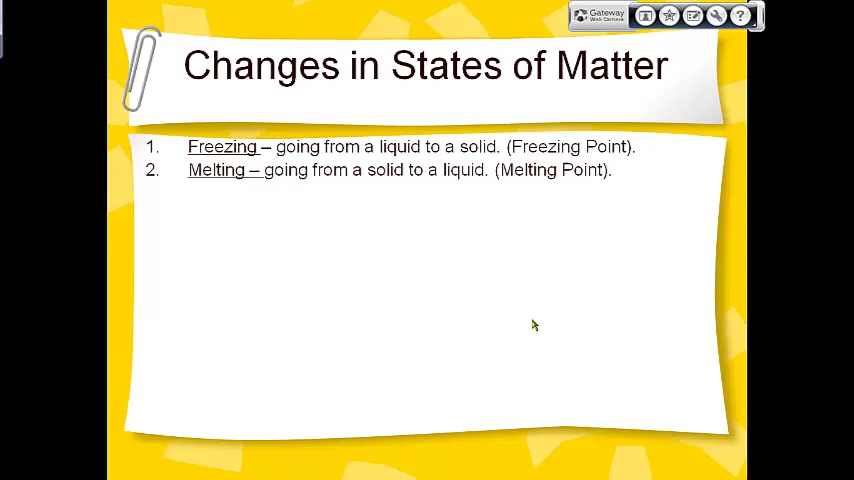 Gateway
Web Camera
?
Changes in States of Matter
1. Freezing – going from a liquid to a solid. (Freezing Point).
2. Melting – going from a solid to a liquid. (Melting Point).